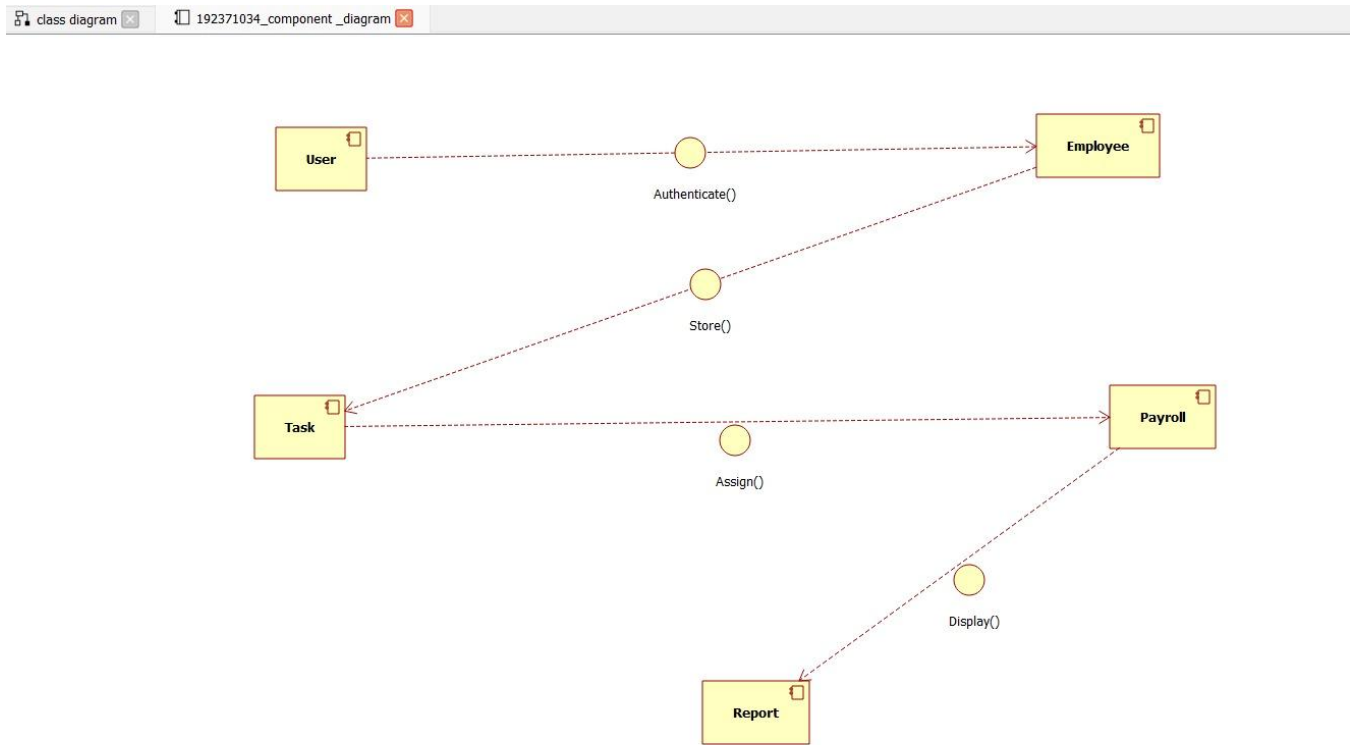 class diagram
192371034_component _diagram
User
Employee
Authenticate()
Store()
Task
Payroll
Assign()
Display()
Report